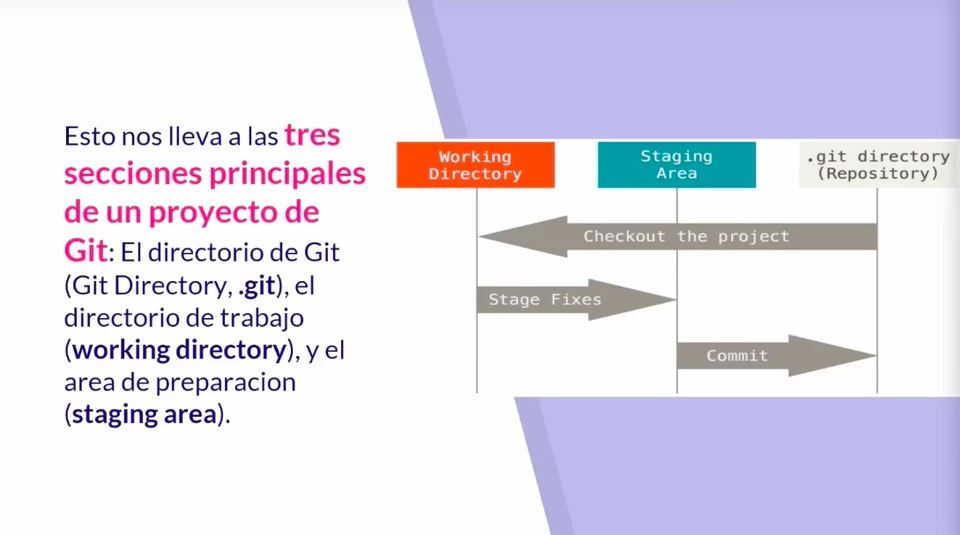 Esto nos lleva a las tres
secciones principales
de un proyecto de
Git: El directorio de Git
(Git Directory, .git), el
directorio de trabajo
(working directory), y el
area de preparacion
(staging area).
Working
Directory
Staging
Area
.git directory
(Repository)
Checkout the project
Stage Fixes
Commit